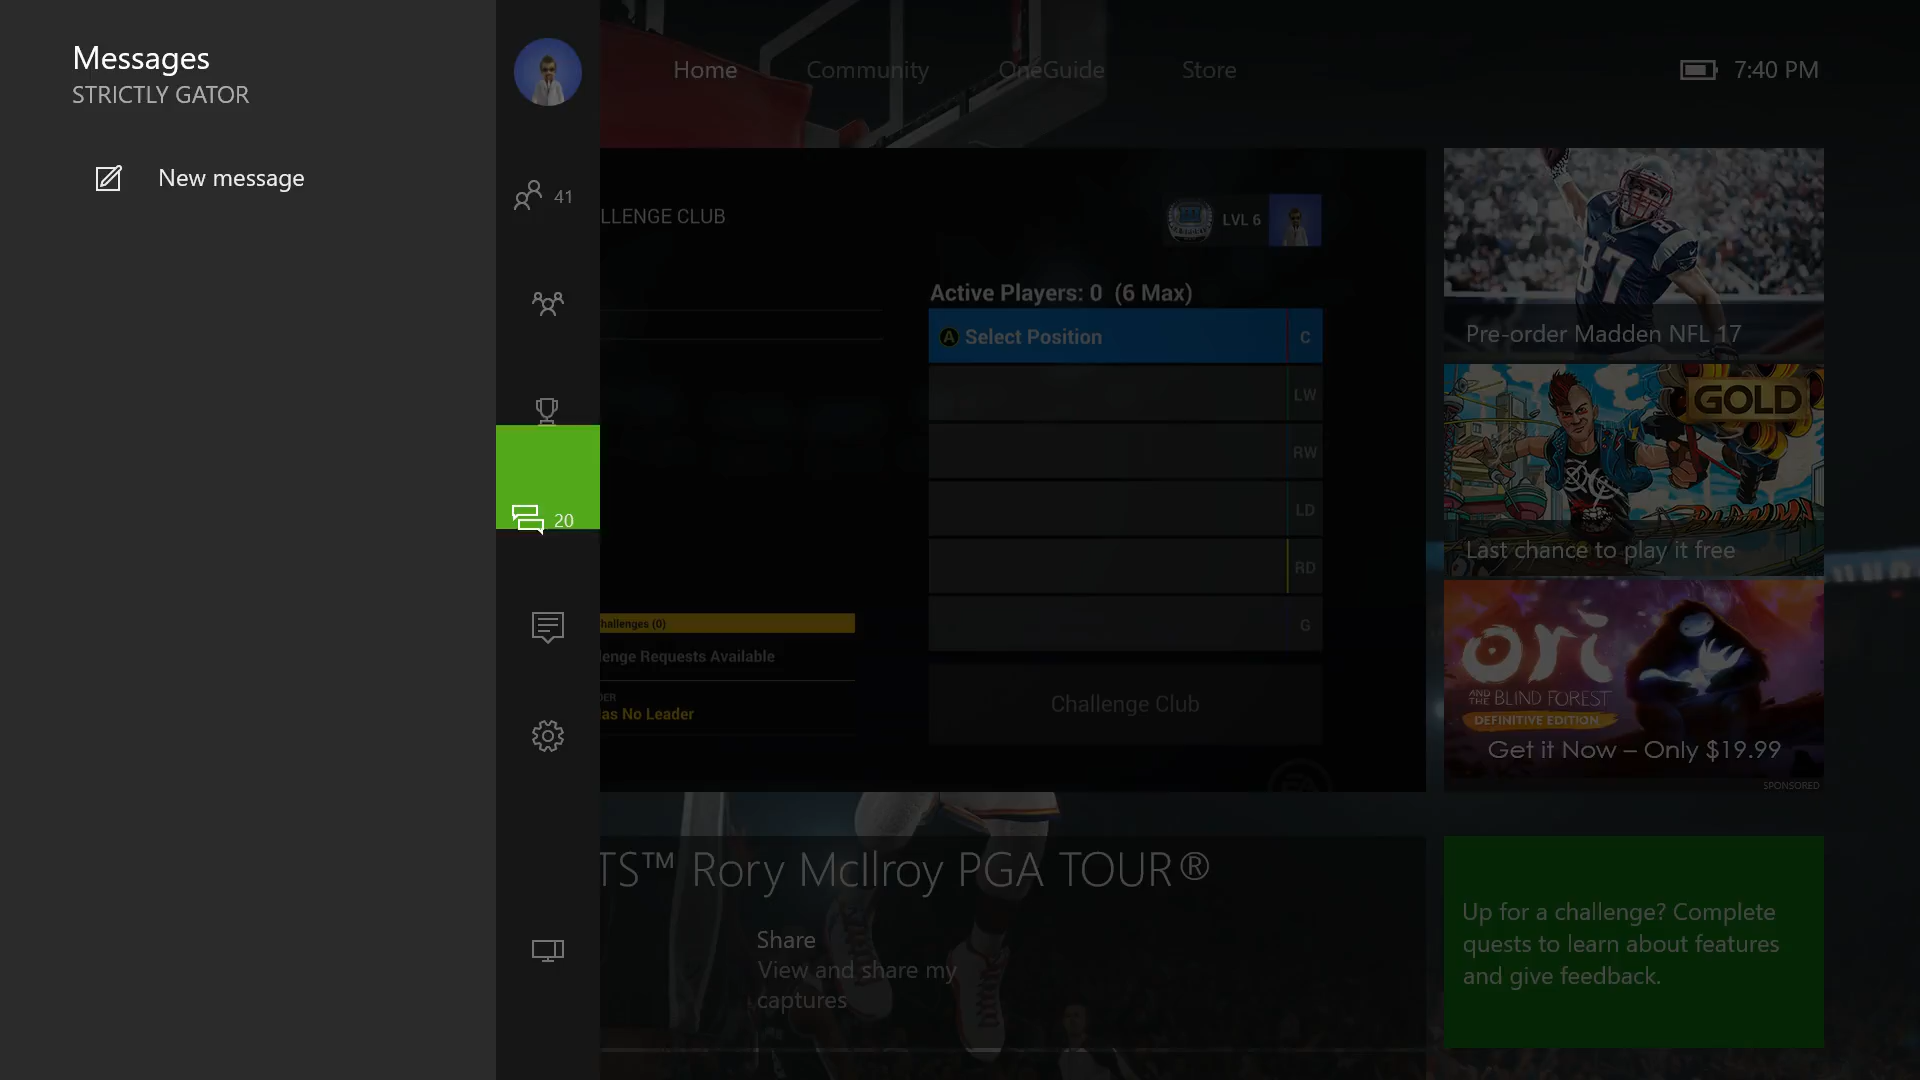 Messages
STRICTLY GATOR
New message
41
20
Home
Community
OneGuide
Store
7:40 PM
LLENGE CLUB
LVL 6
Active Players: 0 (6 Max)
A Select Position C
LW
RW
LD
RD
G
Challenge Club
hallenges (0)
lenge Requests Available
DER
as No Leader
87
Pre-order Madden NFL 17
GOLD
Last chance to play it free
ori
AND THE BLIND FOREST
DEFINITIVE EDITION
Get it Now – Only $19.99
SPONSORED
TS™ Rory McIlroy PGA TOUR®
Share
View and share my
captures
Up for a challenge? Complete
quests to learn about features
and give feedback.